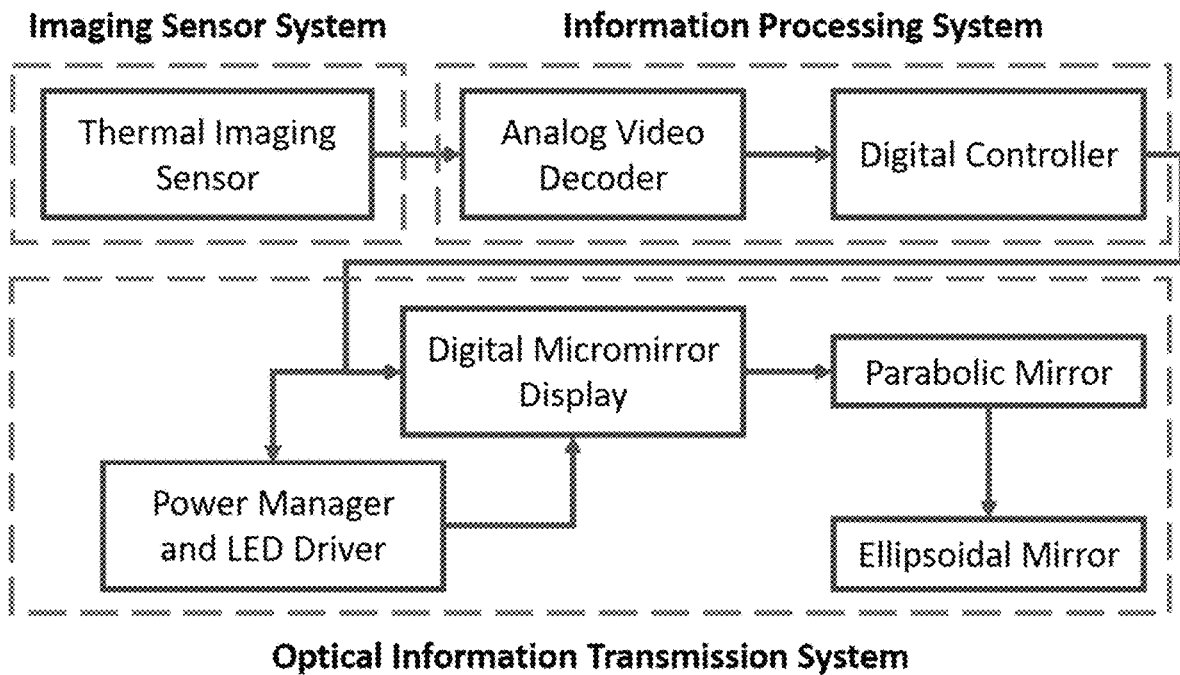 Imaging Sensor System
Information Processing System
Thermal Imaging
Sensor
Analog Video
Decoder
Digital Controller
Digital Micromirror
Display
Parabolic Mirror
Power Manager
and LED Driver
Ellipsoidal Mirror
Optical Information Transmission System